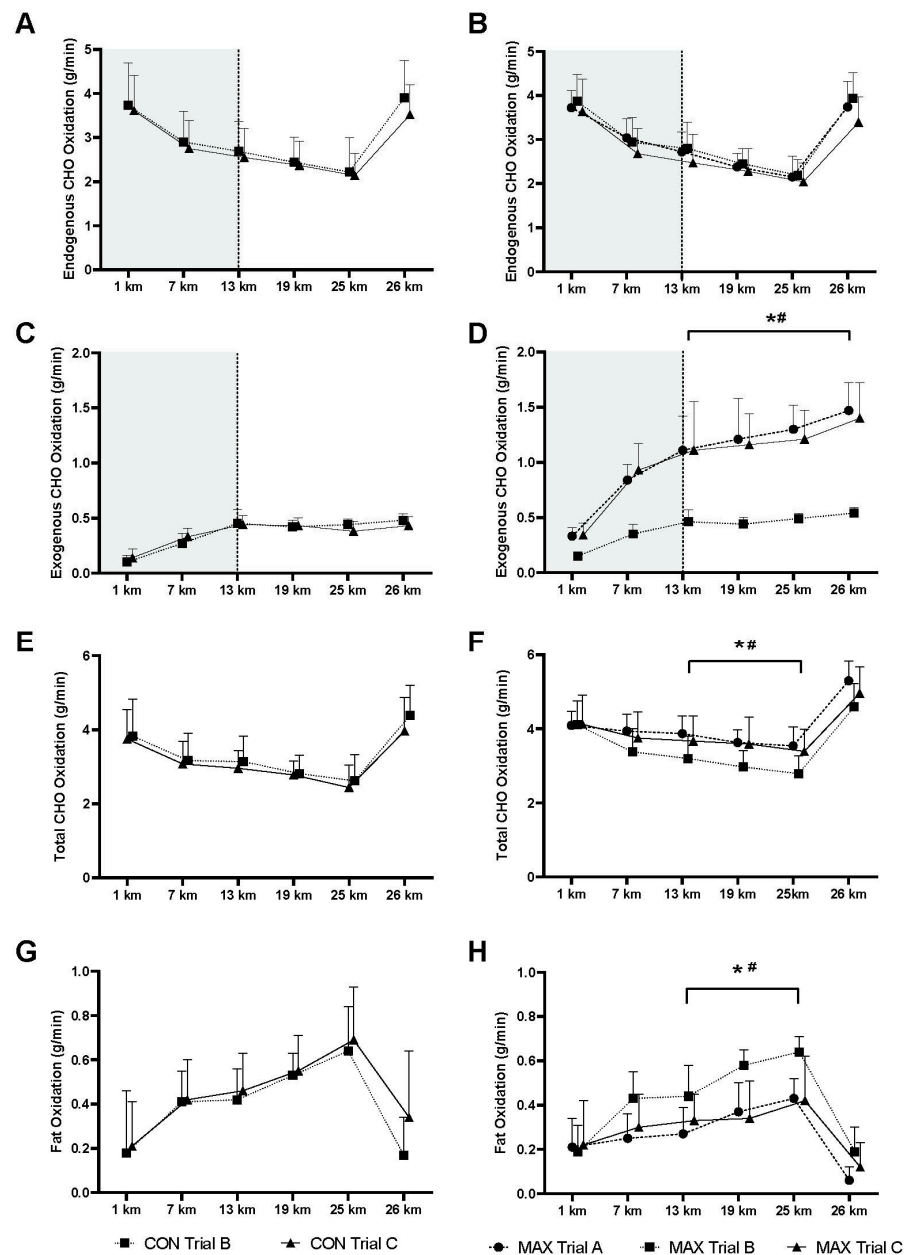 A
Endogenous CHO Oxidation (g/min)
5
4
3
2
1
0
1 km 7 km 13 km 19 km 25 km 26 km
B
Endogenous CHO Oxidation (g/min)
5
4
3
2
1
0
1 km 7 km 13 km 19 km 25 km 26 km
C
Exogenous CHO Oxidation (g/min)
2.0
1.5
1.0
0.5
0.0
1 km 7 km 13 km 19 km 25 km 26 km
D
*#
Exogenous CHO Oxidation (g/min)
2.0
1.5
1.0
0.5
0.0
1 km 7 km 13 km 19 km 25 km 26 km
E
Total CHO Oxidation (g/min)
6
4
2
0
1 km 7 km 13 km 19 km 25 km 26 km
F
*#
Total CHO Oxidation (g/min)
6
4
2
0
1 km 7 km 13 km 19 km 25km 26 km
G
Fat Oxidation (g/min)
1.0
0.8
0.6
0.4
0.2
0.0
1 km 7 km 13 km 19 km 25 km 26 km
CON Trial B CON Trial C
H
*#
Fat Oxidation (g/min)
1.0
0.8
0.6
0.4
0.2
0.0
1 km 7 km 13 km 19 km 25 km 26 km
MAX Trial A MAX Trial B MAX Trial C